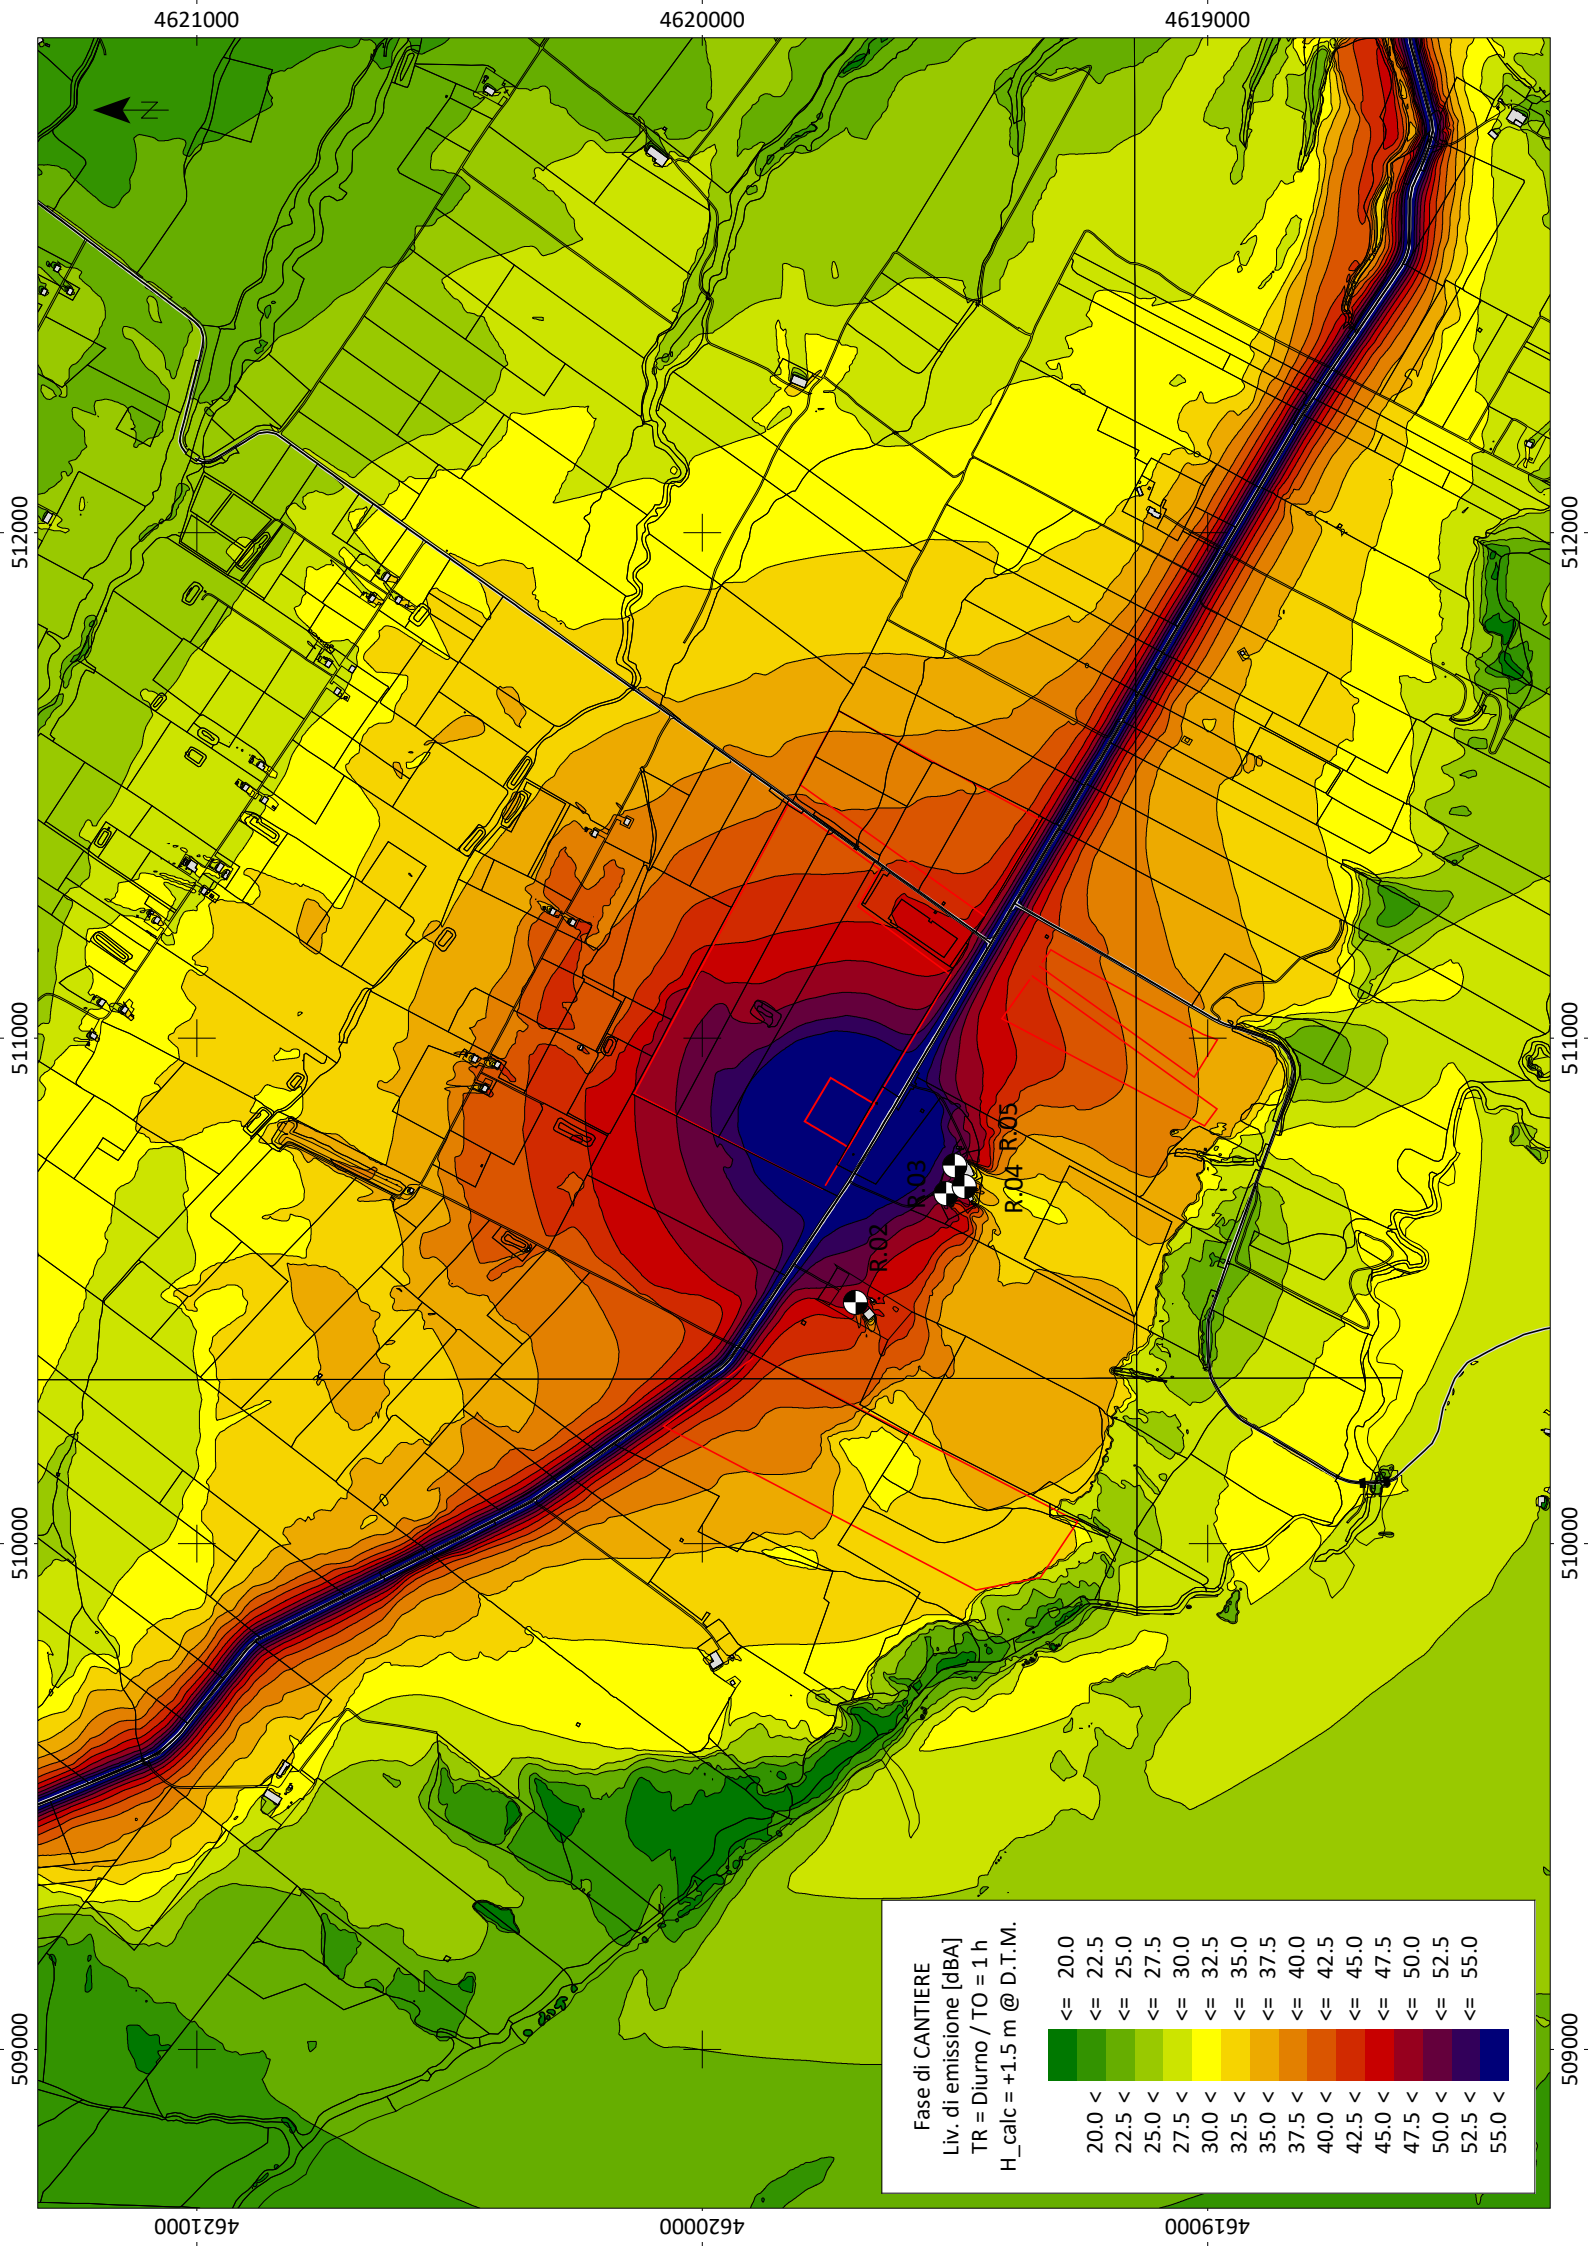 4621000
4620000
4619000
N
512000
512000
511000
511000
R.05
R.03
R.04
R.02
510000
510000
509000
509000
Fase di CANTIERE
Liv. di emissione [dBA]
TR = Diurno / TO = 1 h
H_calc = +1.5 m @ D.T.M.
<= 20.0
20.0 < <= 22.5
22.5 < <= 25.0
25.0 < <= 27.5
27.5 < <= 30.0
30.0 < <= 32.5
32.5 < <= 35.0
35.0 < <= 37.5
37.5 < <= 40.0
40.0 < <= 42.5
42.5 < <= 45.0
45.0 < <= 47.5
47.5 < <= 50.0
50.0 < <= 52.5
52.5 < <= 55.0
55.0 <
4621000
4620000
4619000